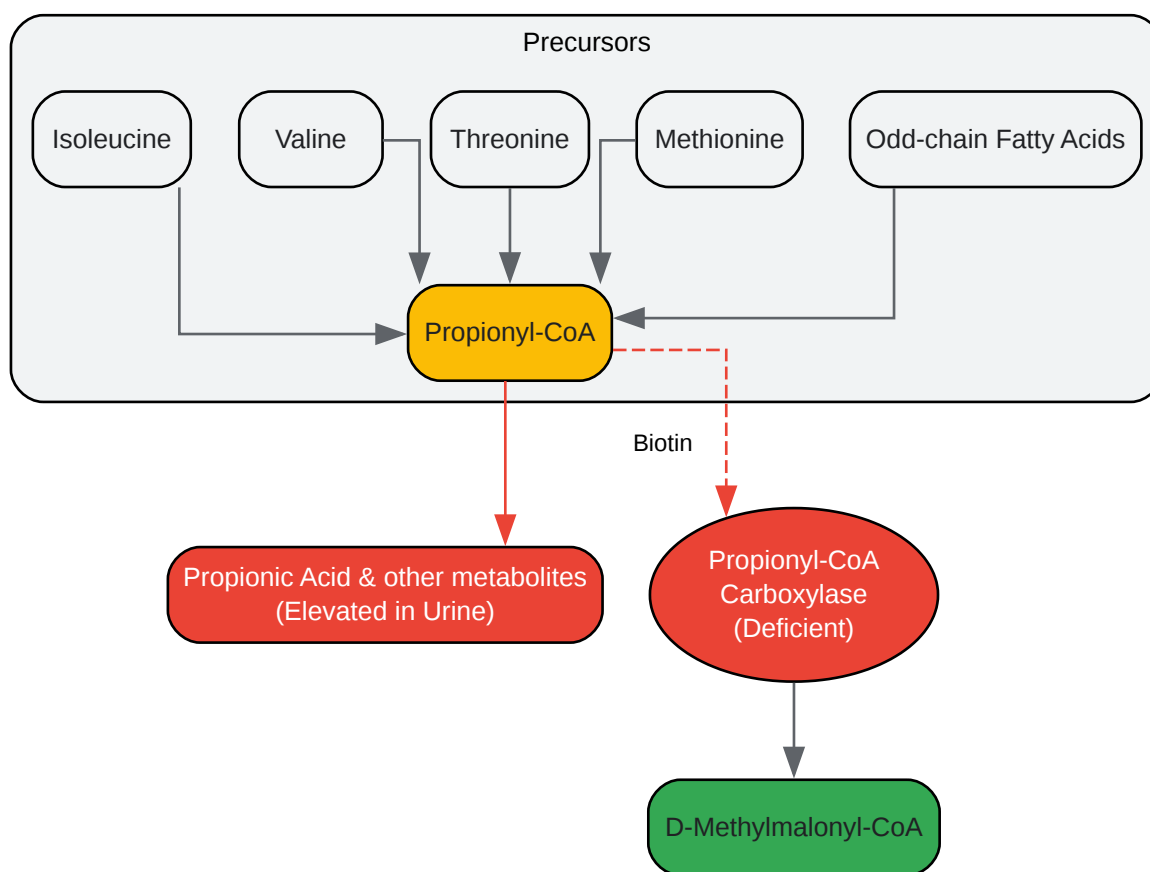 Precursors
Isoleucine
Valine
Threonine
Methionine
Odd-chain Fatty Acids
Propionyl-CoA
Biotin
Propionic Acid & other metabolites
(Elevated in Urine)
Propionyl-CoA
Carboxylase
(Deficient)
D-Methylmalonyl-CoA